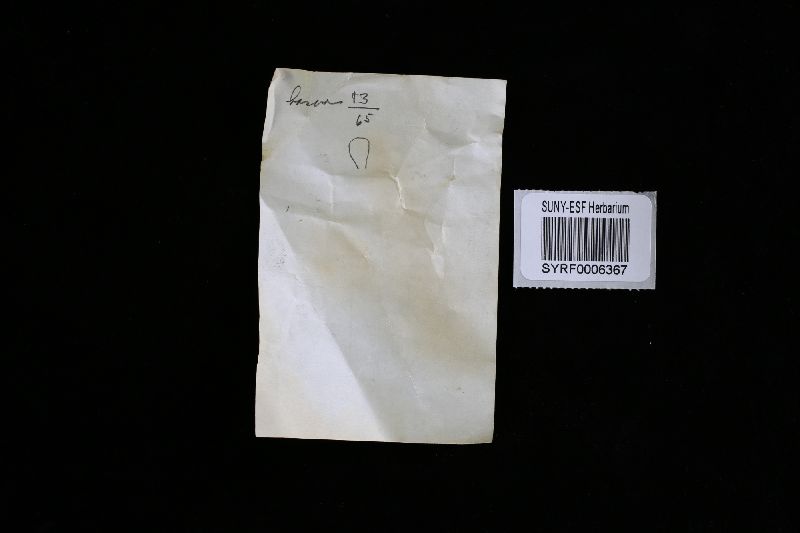 13
65
SUNY-ESF Herbarium
SYRF0006367